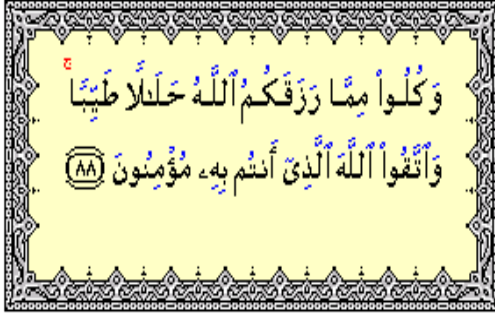 وَكُلُوا۟ مِمَّا رَزَقَكُمُ ٱللَّهُ حَلَـٰلًا طَيِّبًا ۚ
وَٱتَّقُوا۟ ٱللَّهَ ٱلَّذِىٓ أَنتُم بِهِۦ مُؤْمِنُونَ ﴿٨٨﴾